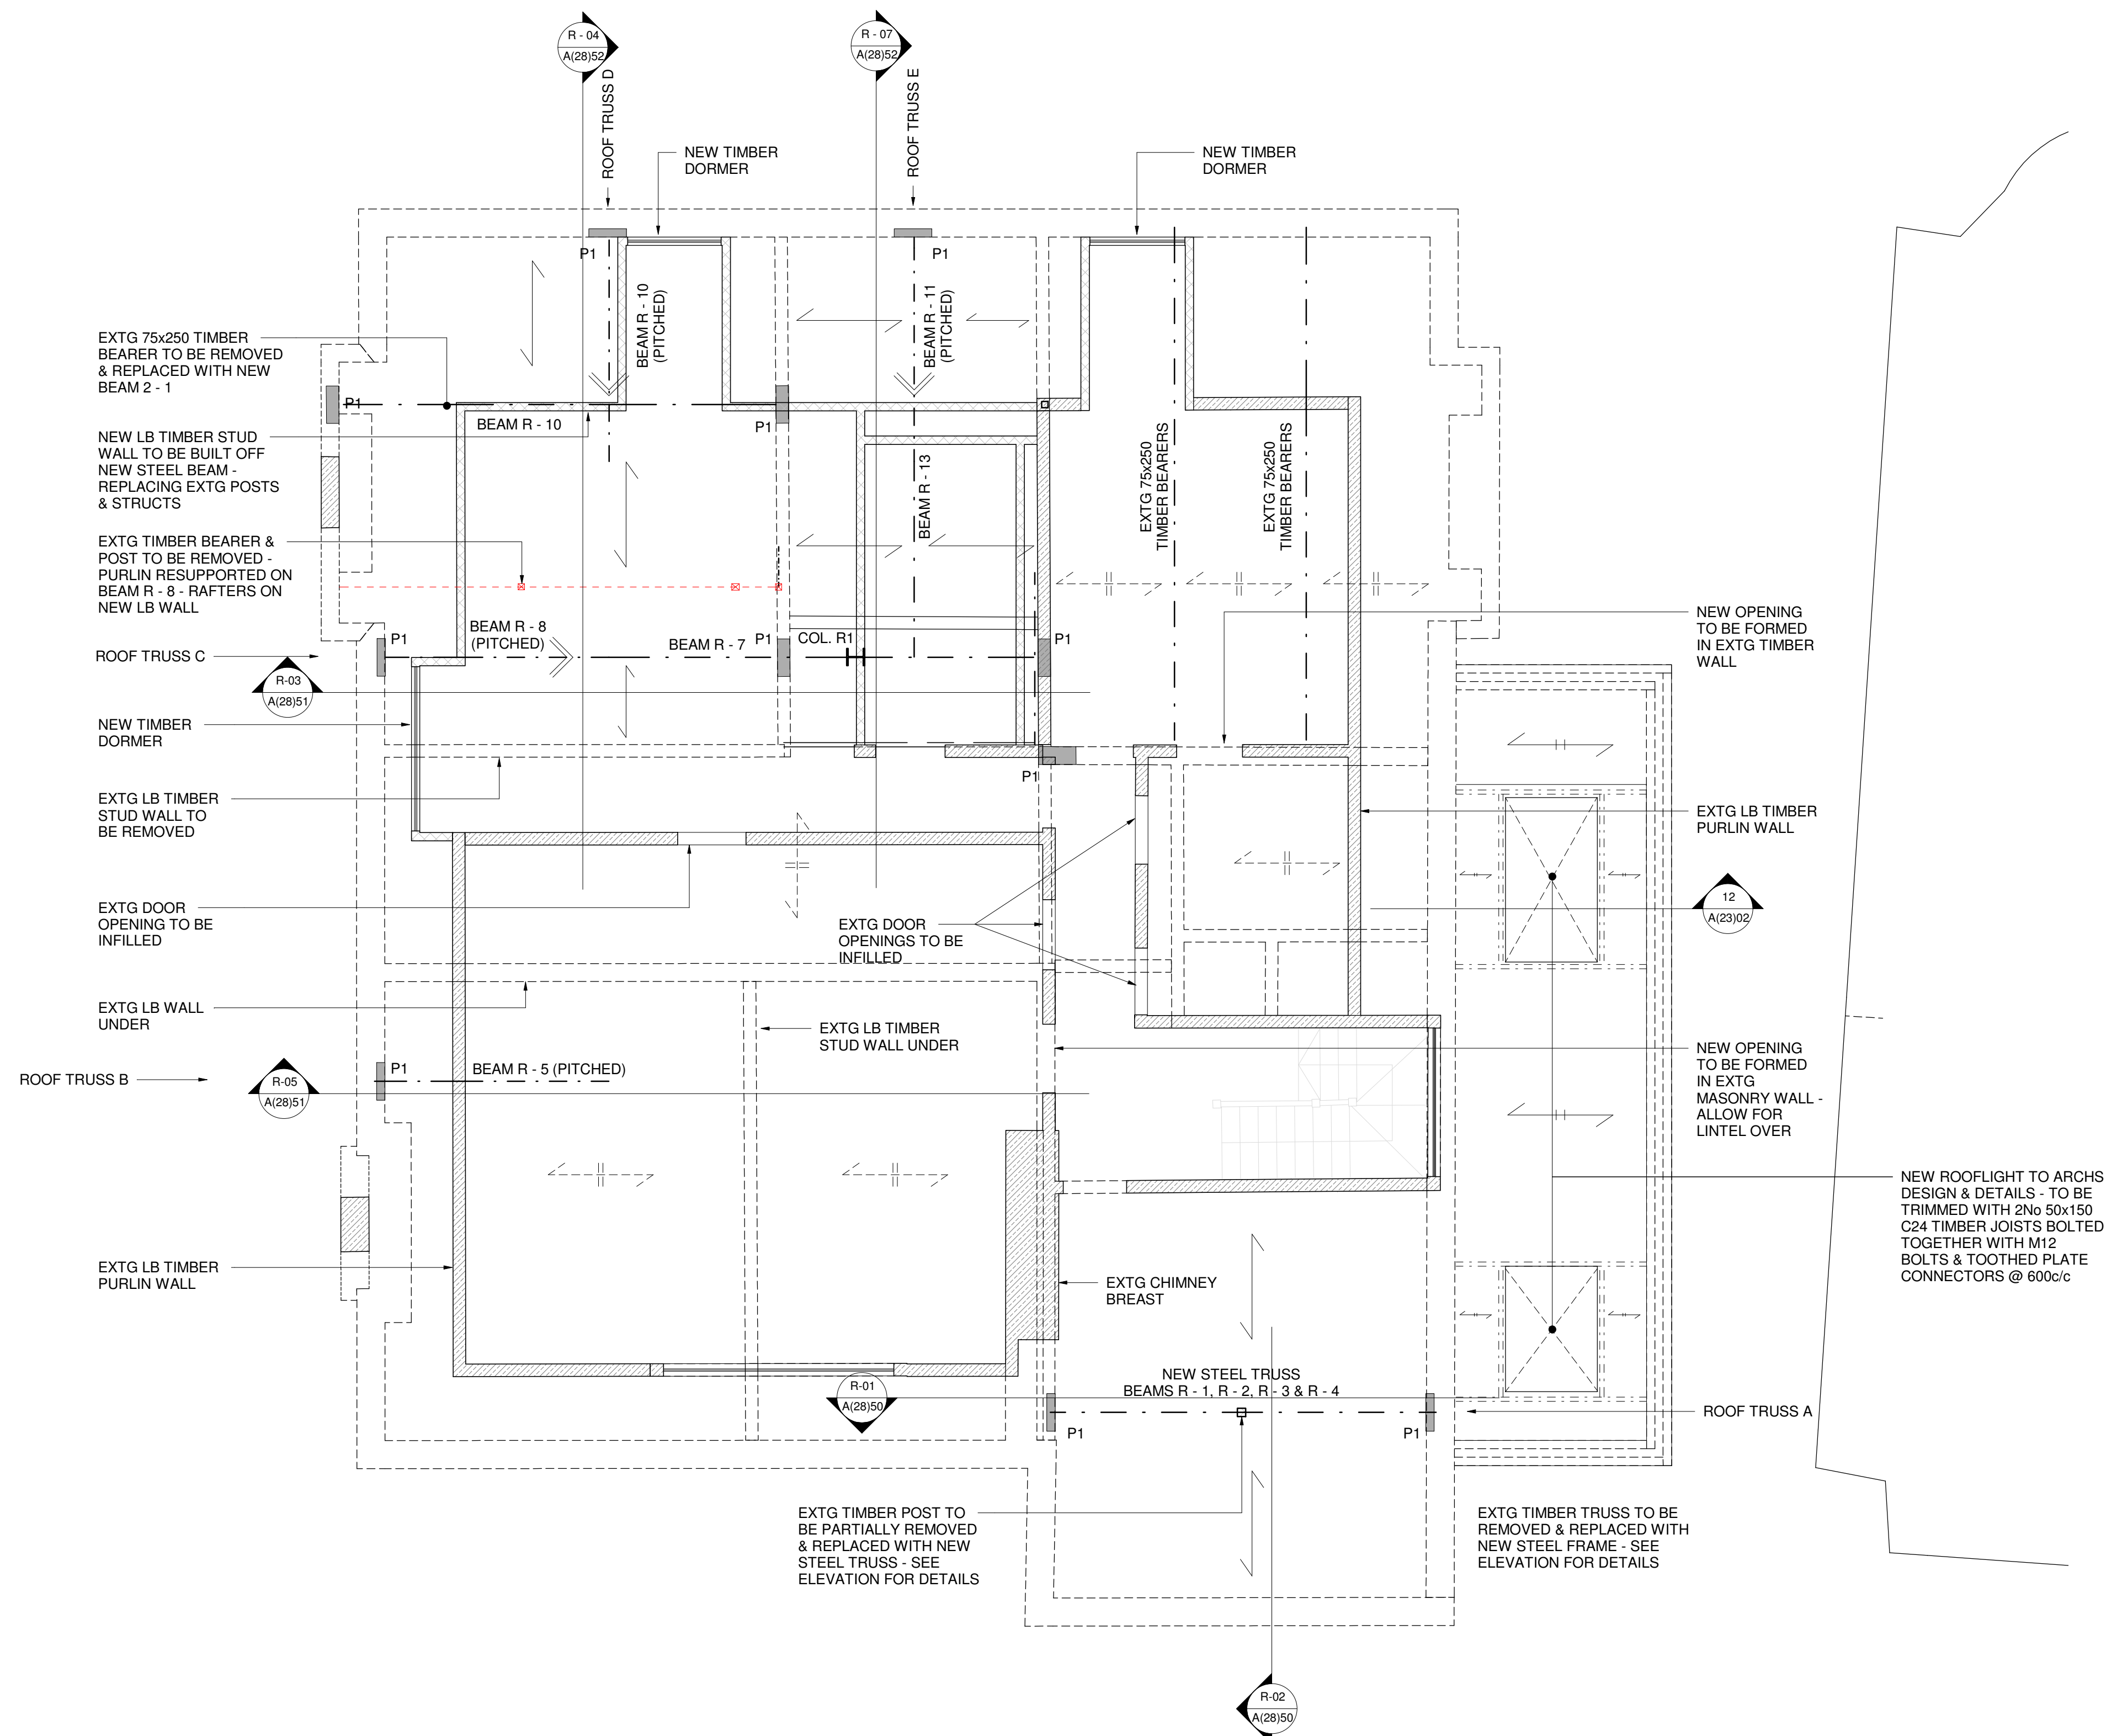 R - 04
A(28)52
R - 07
A(28)52
ROOF TRUSS D
ROOF TRUSS E
NEW TIMBER
DORMER
NEW TIMBER
DORMER
P1
P1
BEAM R - 10
(PITCHED)
BEAM R - 11
(PITCHED)
EXTG 75x250 TIMBER
BEARER TO BE REMOVED
& REPLACED WITH NEW
BEAM 2 - 1
P1
P1
BEAM R - 10
NEW LB TIMBER STUD
WALL TO BE BUILT OFF
NEW STEEL BEAM -
REPLACING EXTG POSTS
& STRUCTS
BEAM R - 13
EXTG 75x250
TIMBER BEARERS
EXTG 75x250
TIMBER BEARERS
EXTG TIMBER BEARER &
POST TO BE REMOVED -
PURLIN RESUPPORTED ON
BEAM R - 8 - RAFTERS ON
NEW LB WALL
NEW OPENING
TO BE FORMED
IN EXTG TIMBER
WALL
P1
BEAM R - 8
(PITCHED)
BEAM R - 7
P1
COL. R1
P1
ROOF TRUSS C
R-03
A(28)51
NEW TIMBER
DORMER
P1
EXTG LB TIMBER
STUD WALL TO
BE REMOVED
EXTG LB TIMBER
PURLIN WALL
EXTG DOOR
OPENING TO BE
INFILLED
EXTG DOOR
OPENINGS TO BE
INFILLED
12
A(23)02
EXTG LB WALL
UNDER
EXTG LB TIMBER
STUD WALL UNDER
NEW OPENING
TO BE FORMED
IN EXTG
MASONRY WALL -
ALLOW FOR
LINTEL OVER
ROOF TRUSS B
R-05
A(28)51
P1
BEAM R - 5 (PITCHED)
NEW ROOFLIGHT TO ARCHS
DESIGN & DETAILS - TO BE
TRIMMED WITH 2No 50x150
C24 TIMBER JOISTS BOLTED
TOGETHER WITH M12
BOLTS & TOOTHED PLATE
CONNECTORS @ 600c/c
EXTG LB TIMBER
PURLIN WALL
EXTG CHIMNEY
BREAST
R-01
A(28)50
NEW STEEL TRUSS
BEAMS R - 1, R - 2, R - 3 & R - 4
P1
P1
ROOF TRUSS A
EXTG TIMBER POST TO
BE PARTIALLY REMOVED
& REPLACED WITH NEW
STEEL TRUSS - SEE
ELEVATION FOR DETAILS
EXTG TIMBER TRUSS TO BE
REMOVED & REPLACED WITH
NEW STEEL FRAME - SEE
ELEVATION FOR DETAILS
R-02
A(28)50